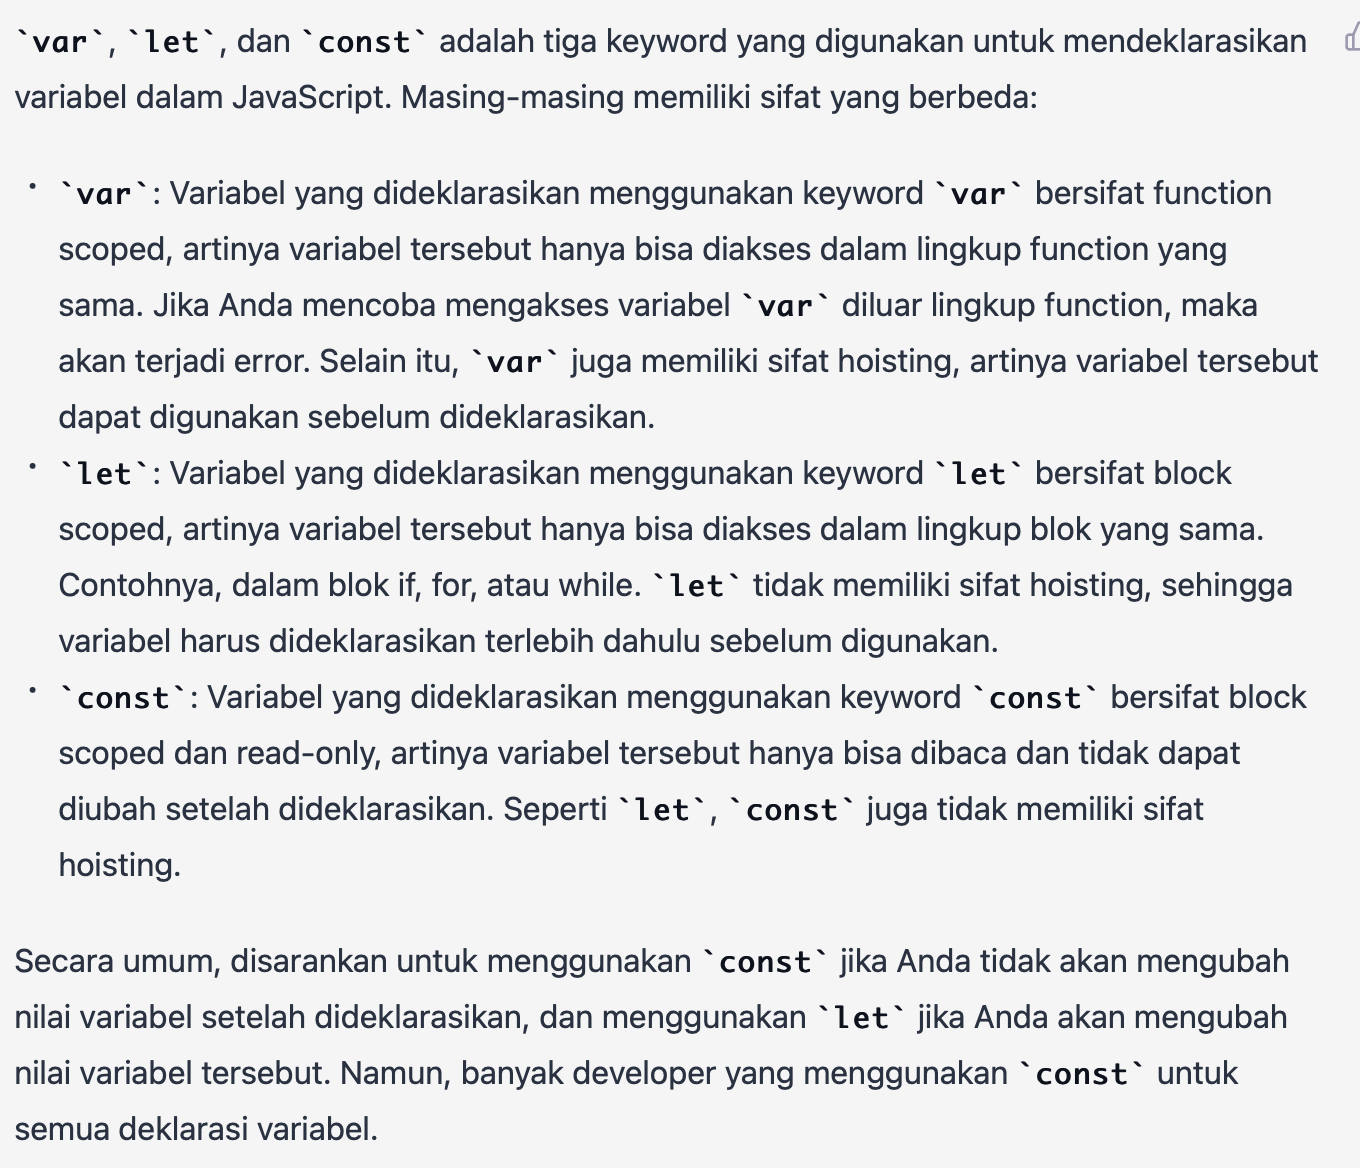 `var`, `let`, dan `const` adalah tiga keyword yang digunakan untuk mendeklarasikan
variabel dalam JavaScript. Masing-masing memiliki sifat yang berbeda:
• `var`: Variabel yang dideklarasikan menggunakan keyword `var` bersifat function
scoped, artinya variabel tersebut hanya bisa diakses dalam lingkup function yang
sama. Jika Anda mencoba mengakses variabel `var` diluar lingkup function, maka
akan terjadi error. Selain itu, `var` juga memiliki sifat hoisting, artinya variabel tersebut
dapat digunakan sebelum dideklarasikan.
• `let`: Variabel yang dideklarasikan menggunakan keyword `let` bersifat block
scoped, artinya variabel tersebut hanya bisa diakses dalam lingkup blok yang sama.
Contohnya, dalam blok if, for, atau while. `let` tidak memiliki sifat hoisting, sehingga
variabel harus dideklarasikan terlebih dahulu sebelum digunakan.
• `const`: Variabel yang dideklarasikan menggunakan keyword `const` bersifat block
scoped dan read-only, artinya variabel tersebut hanya bisa dibaca dan tidak dapat
diubah setelah dideklarasikan. Seperti `let`, `const` juga tidak memiliki sifat
hoisting.
Secara umum, disarankan untuk menggunakan `const` jika Anda tidak akan mengubah
nilai variabel setelah dideklarasikan, dan menggunakan `let` jika Anda akan mengubah
nilai variabel tersebut. Namun, banyak developer yang menggunakan `const` untuk
semua deklarasi variabel.